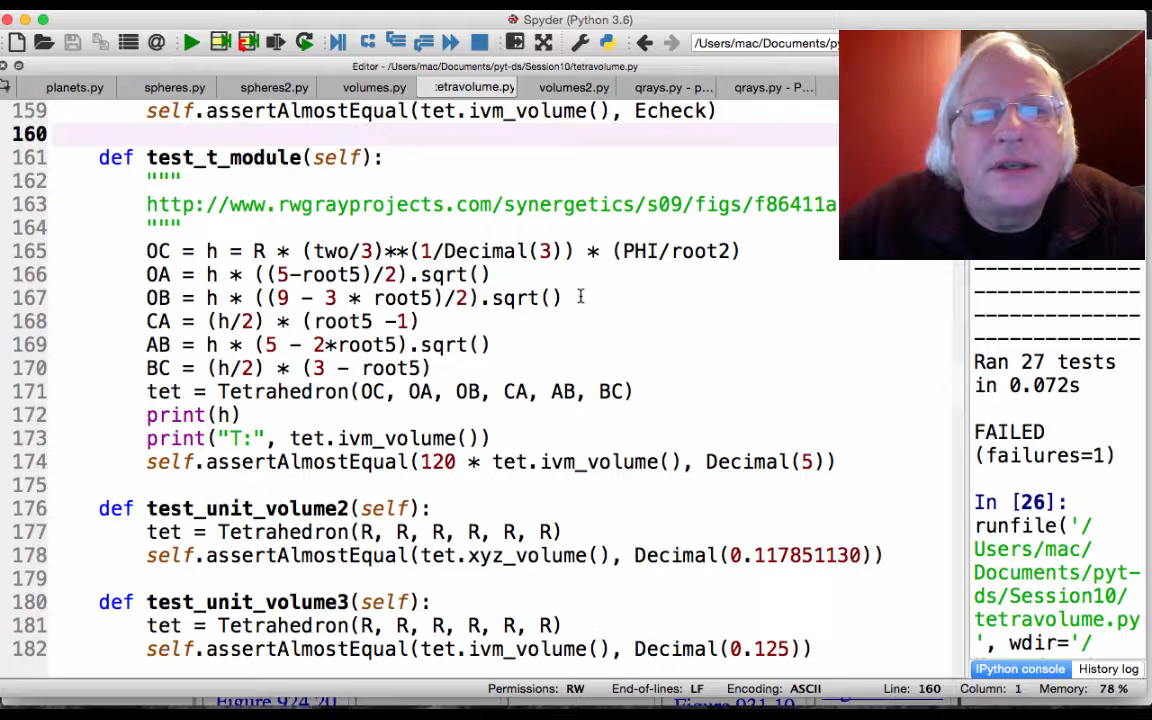 Spyder (Python 3.6)
/Users/mac/Documents/p
Editor - /Users/mac/Documents/pyt-ds/Session10/tetravolume.py
planets.py spheres.py spheres2.py volumes.py :etravolume.py volumes2.py qrays.py - p... qrays.py - P...
159 self.assertAlmostEqual(tet.ivm_volume(), Echeck)
160
161 def test_t_module(self):
162 """
163 http://www.rwgrayprojects.com/synergetics/s09/figs/f86411a
164 """
165 OC = h = R * (two/3)**(1/Decimal(3)) * (PHI/root2)
166 OA = h * ((5-root5)/2).sqrt()
167 OB = h * ((9 - 3 * root5)/2).sqrt()
168 CA = (h/2) * (root5 -1)
169 AB = h * (5 - 2*root5).sqrt()
170 BC = (h/2) * (3 - root5)
171 tet = Tetrahedron(OC, OA, OB, CA, AB, BC)
172 print(h)
173 print("T:", tet.ivm_volume())
174 self.assertAlmostEqual(120 * tet.ivm_volume(), Decimal(5))
175
176 def test_unit_volume2(self):
177 tet = Tetrahedron(R, R, R, R, R, R)
178 self.assertAlmostEqual(tet.xyz_volume(), Decimal(0.117851130))
179
180 def test_unit_volume3(self):
181 tet = Tetrahedron(R, R, R, R, R, R)
182 self.assertAlmostEqual(tet.ivm_volume(), Decimal(0.125))
--------------
--------------
--------------
--------------
Ran 27 tests
in 0.072s
FAILED
(failures=1)
In [26]:
runfile('/
Users/mac/
Documents/pyt-
ds/Session10/
tetravolume.py
', wdir='/
IPython console History log
Permissions: RW End-of-lines: LF Encoding: ASCII Line: 160 Column: 1 Memory: 78 %
Figure 924.20 Figure 921.10